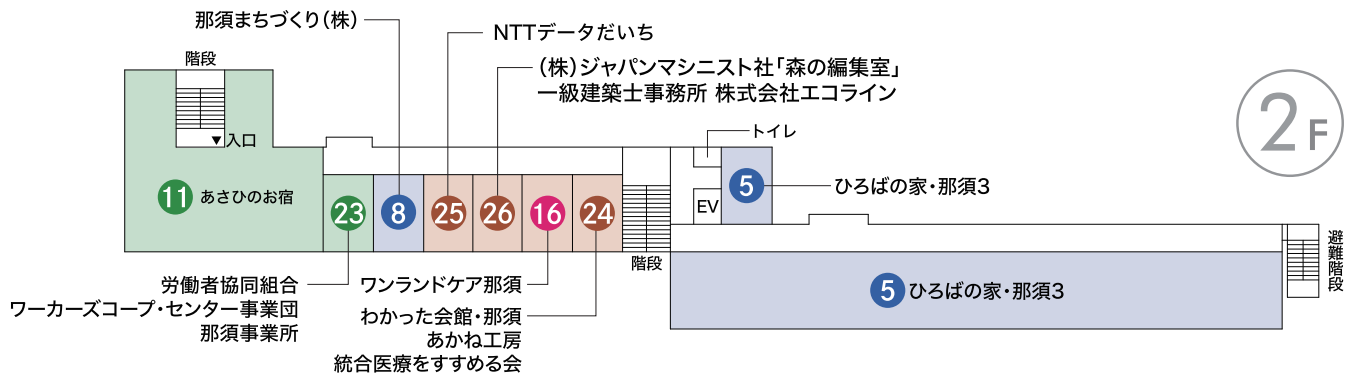 那須まちづくり（株）
NTTデータだいち
（株）ジャパンマシニスト社「森の編集室」
一級建築士事務所 株式会社エコライン
2F
階段
▼入口
トイレ
11 あさひのお宿
23
8
25
26
16
24
EV
5
ひろばの家・那須3
階段
避難階段
5 ひろばの家・那須3
労働者協同組合
ワーカーズコープ・センター事業団
那須事業所
ワンランドケア那須
わかった会館・那須
あかね工房
統合医療をすすめる会